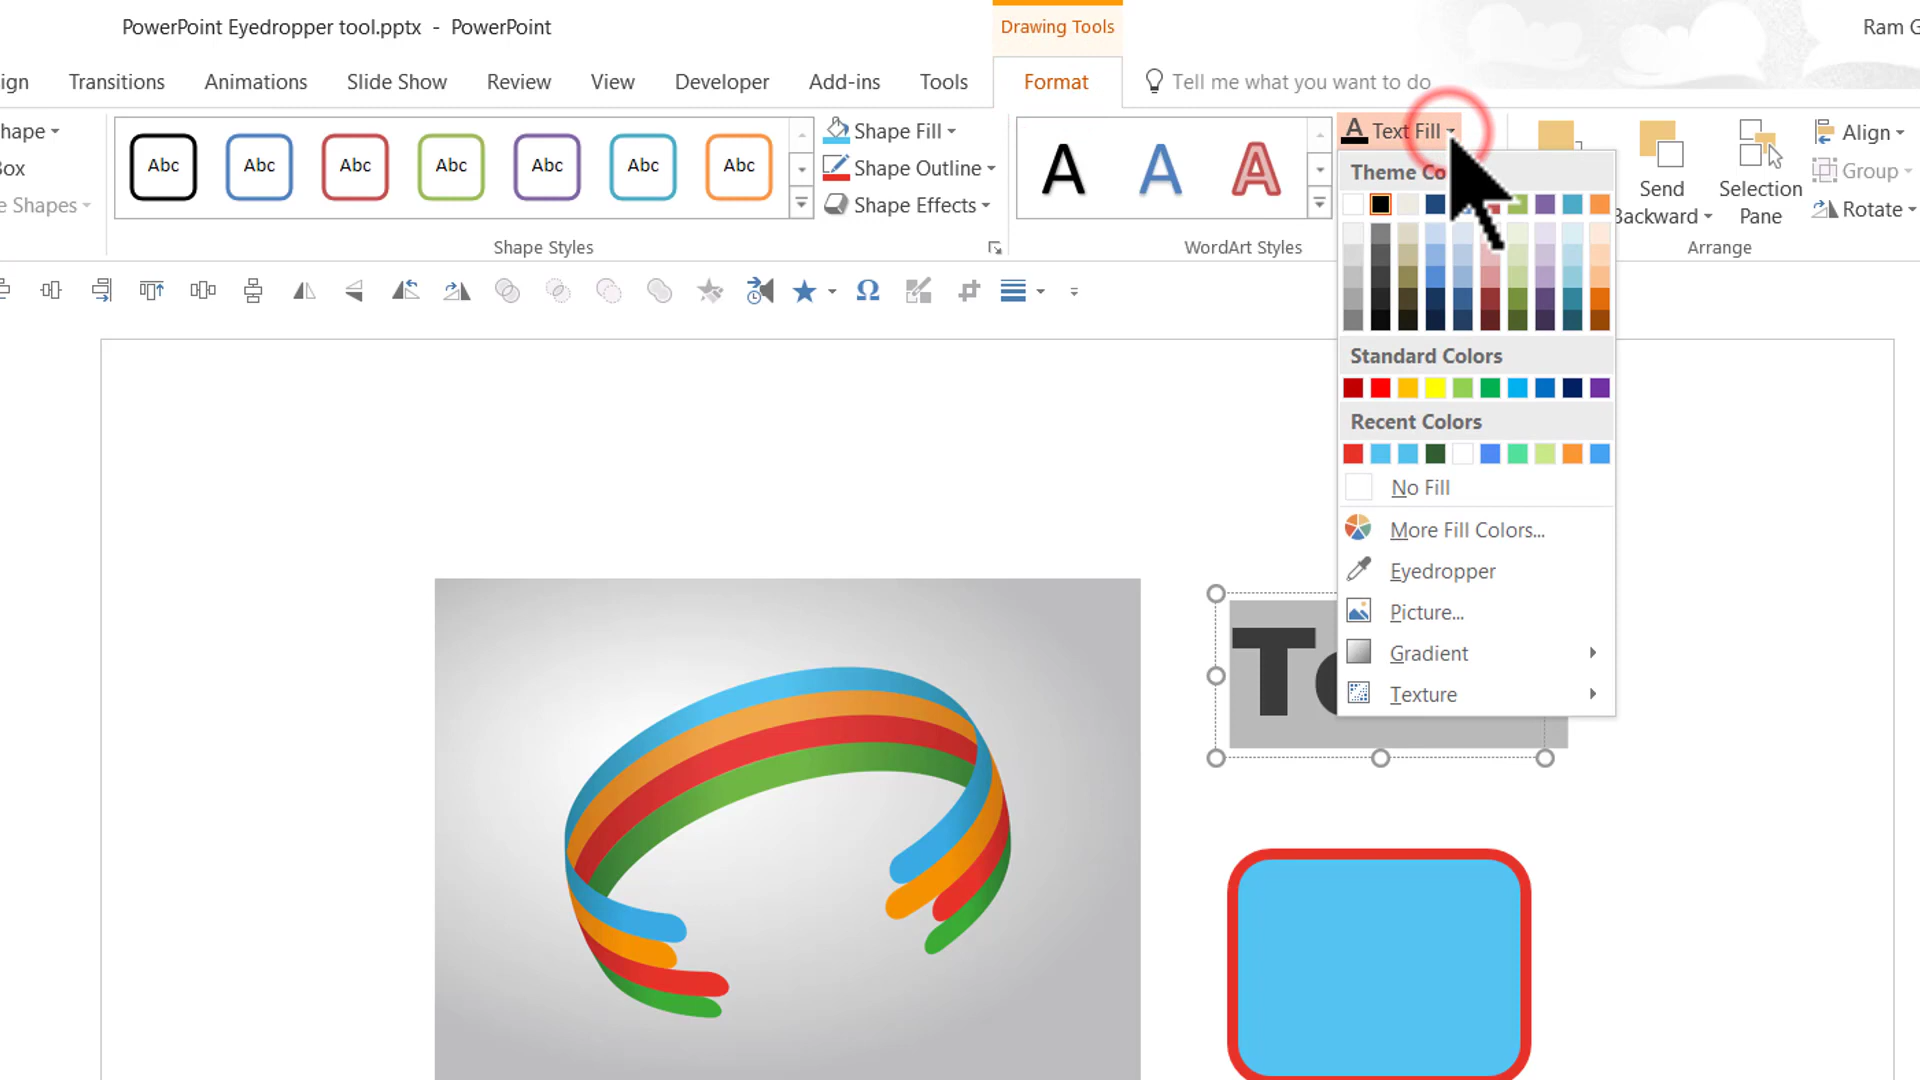 PowerPoint Eyedropper tool.pptx - PowerPoint
Drawing Tools
Ram G
ign Transitions Animations Slide Show Review View Developer Add-ins Tools Format Tell me what you want to do
hape
ox
e Shapes
Abc Abc Abc Abc Abc Abc Abc
Shape Fill
Shape Outline
Shape Effects
Shape Styles
A A A
WordArt Styles
A Text Fill
Send
Backward
Selection
Pane
Align
Group
Rotate
Arrange
Theme Co
Standard Colors
Recent Colors
No Fill
More Fill Colors...
Eyedropper
Picture...
Gradient
Texture
Ω
T